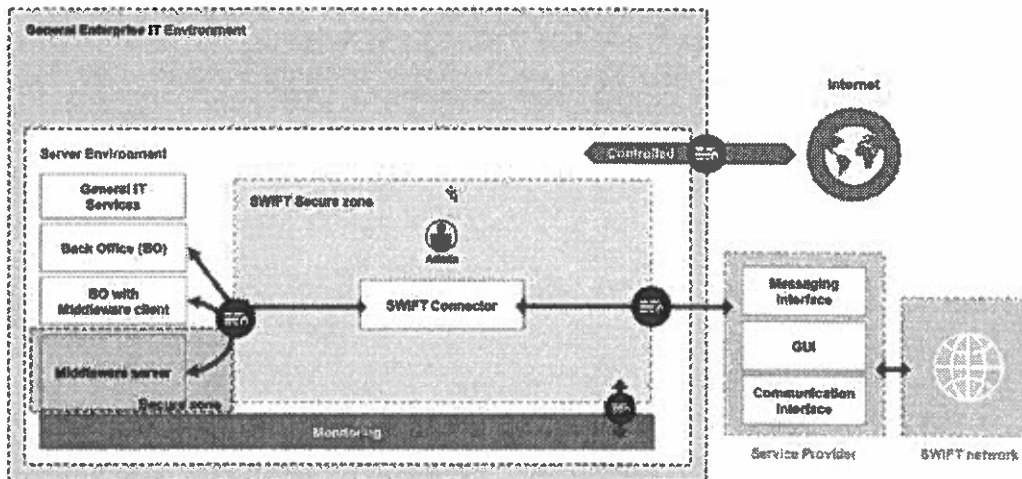 General Enterprise IT Environment
Internet
Controlled
Server Environment
General IT
Services
SWIFT Secure zone
Back Office (BO)
Admin
Messaging
Interface
BO with
Middleware client
SWIFT Connector
GUI
Middleware server
Secure zone
Communication
Interface
Monitoring
Service Provider
SWIFT network